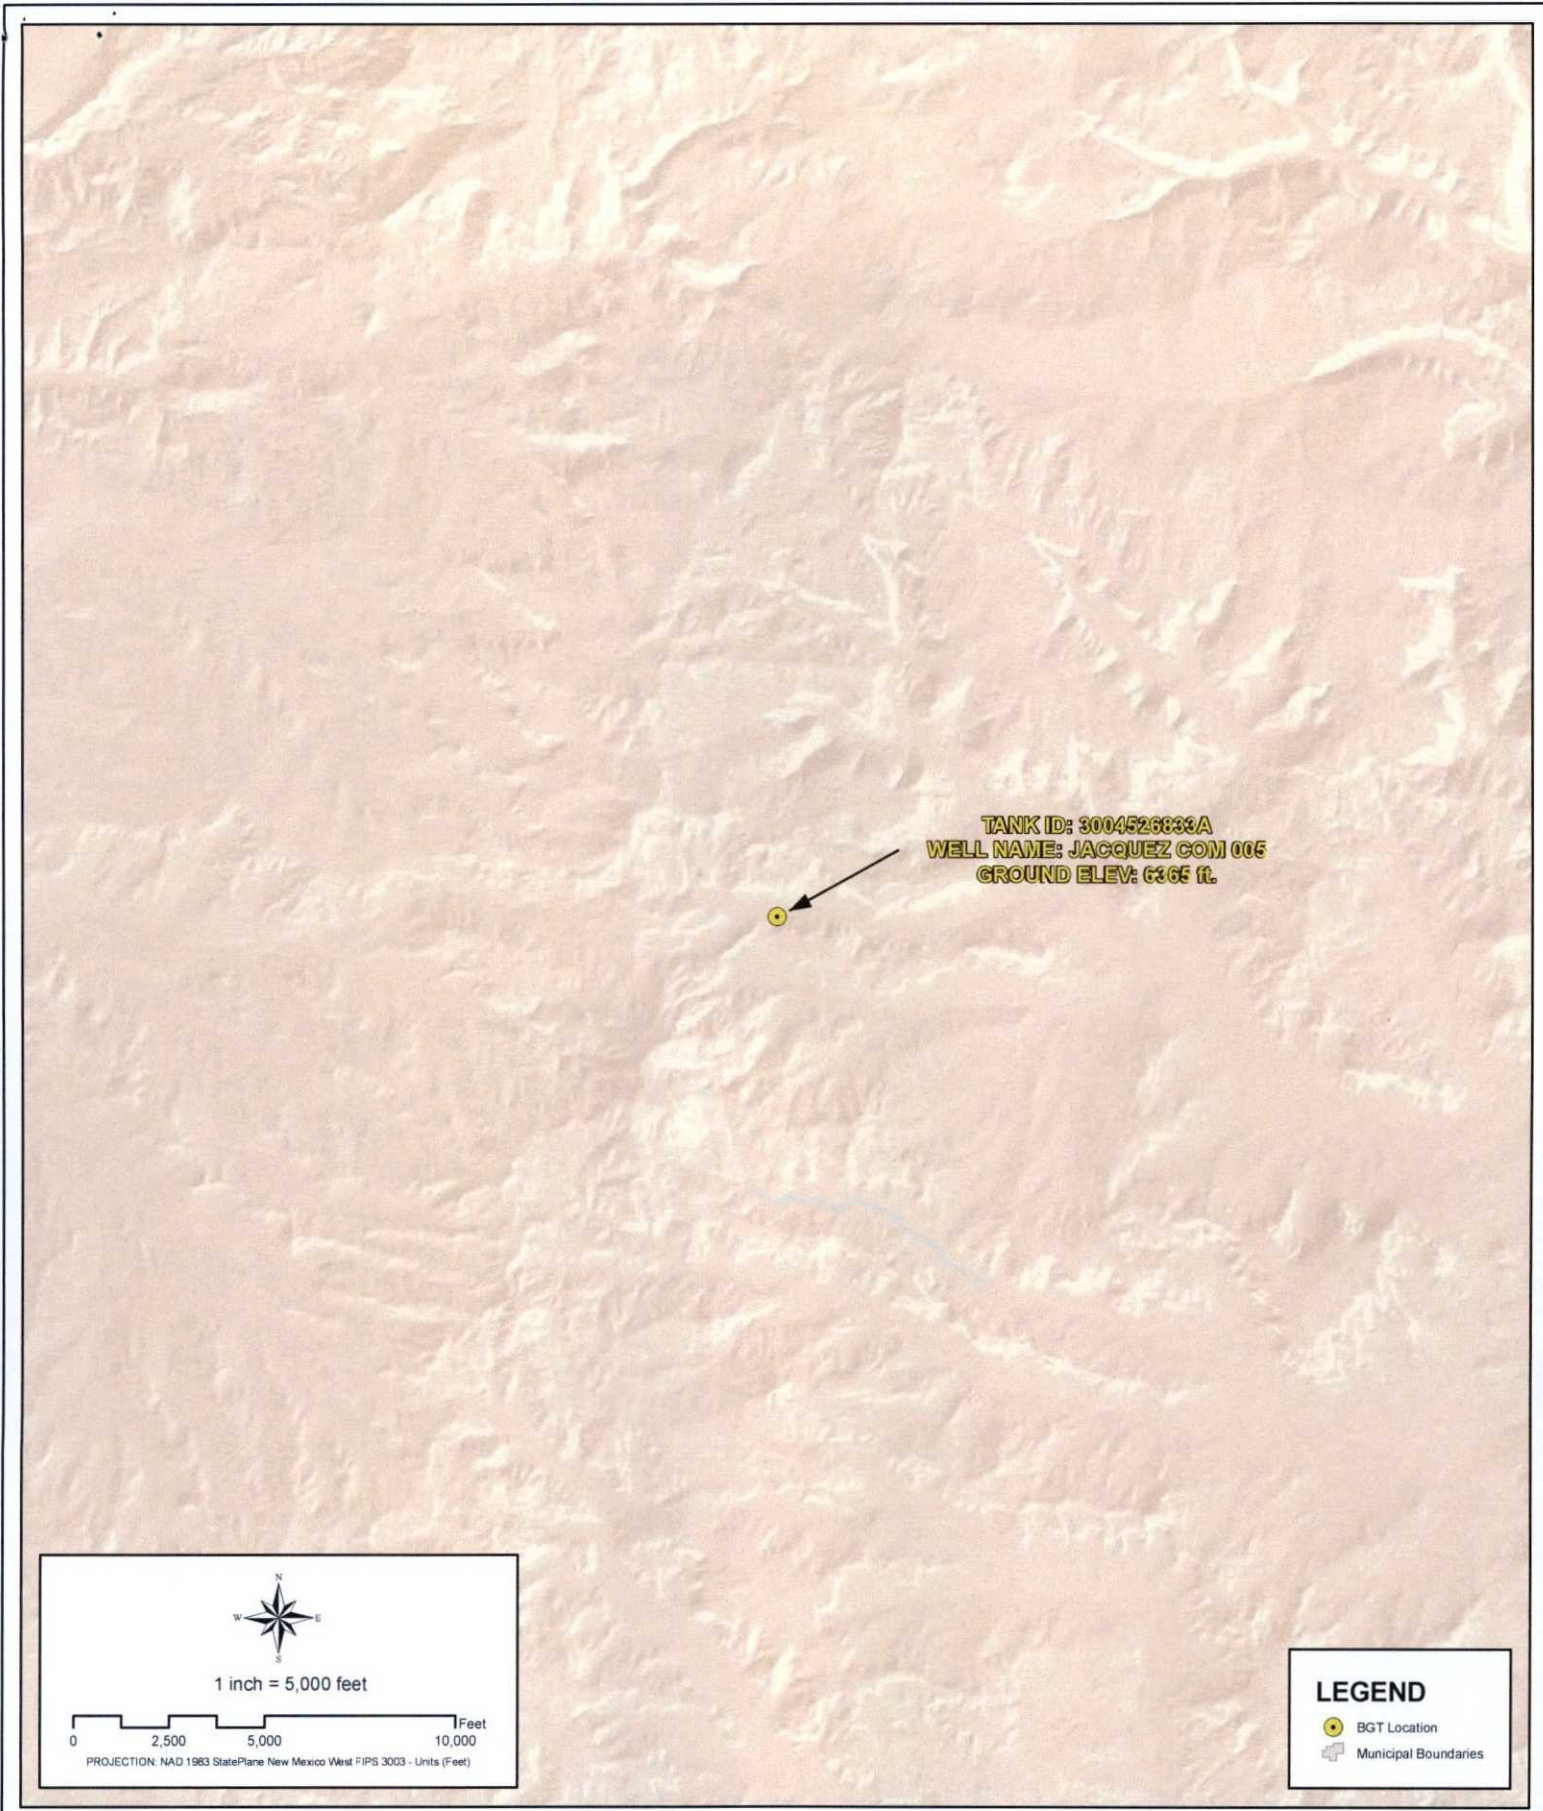 TANK ID: 3004526833A
WELL NAME: JACQUEZ COM 005
GROUND ELEV: 6365 ft.
N
W E
S
1 inch = 5,000 feet
Feet
0 2,500 5,000 10,000
PROJECTION: NAD 1983 StatePlane New Mexico West FIPS 3003 - Units (Feet)
LEGEND
BGT Location
Municipal Boundaries